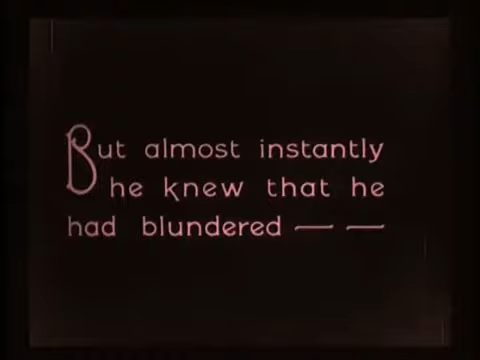 But almost instantly
he knew that he
had blundered — —